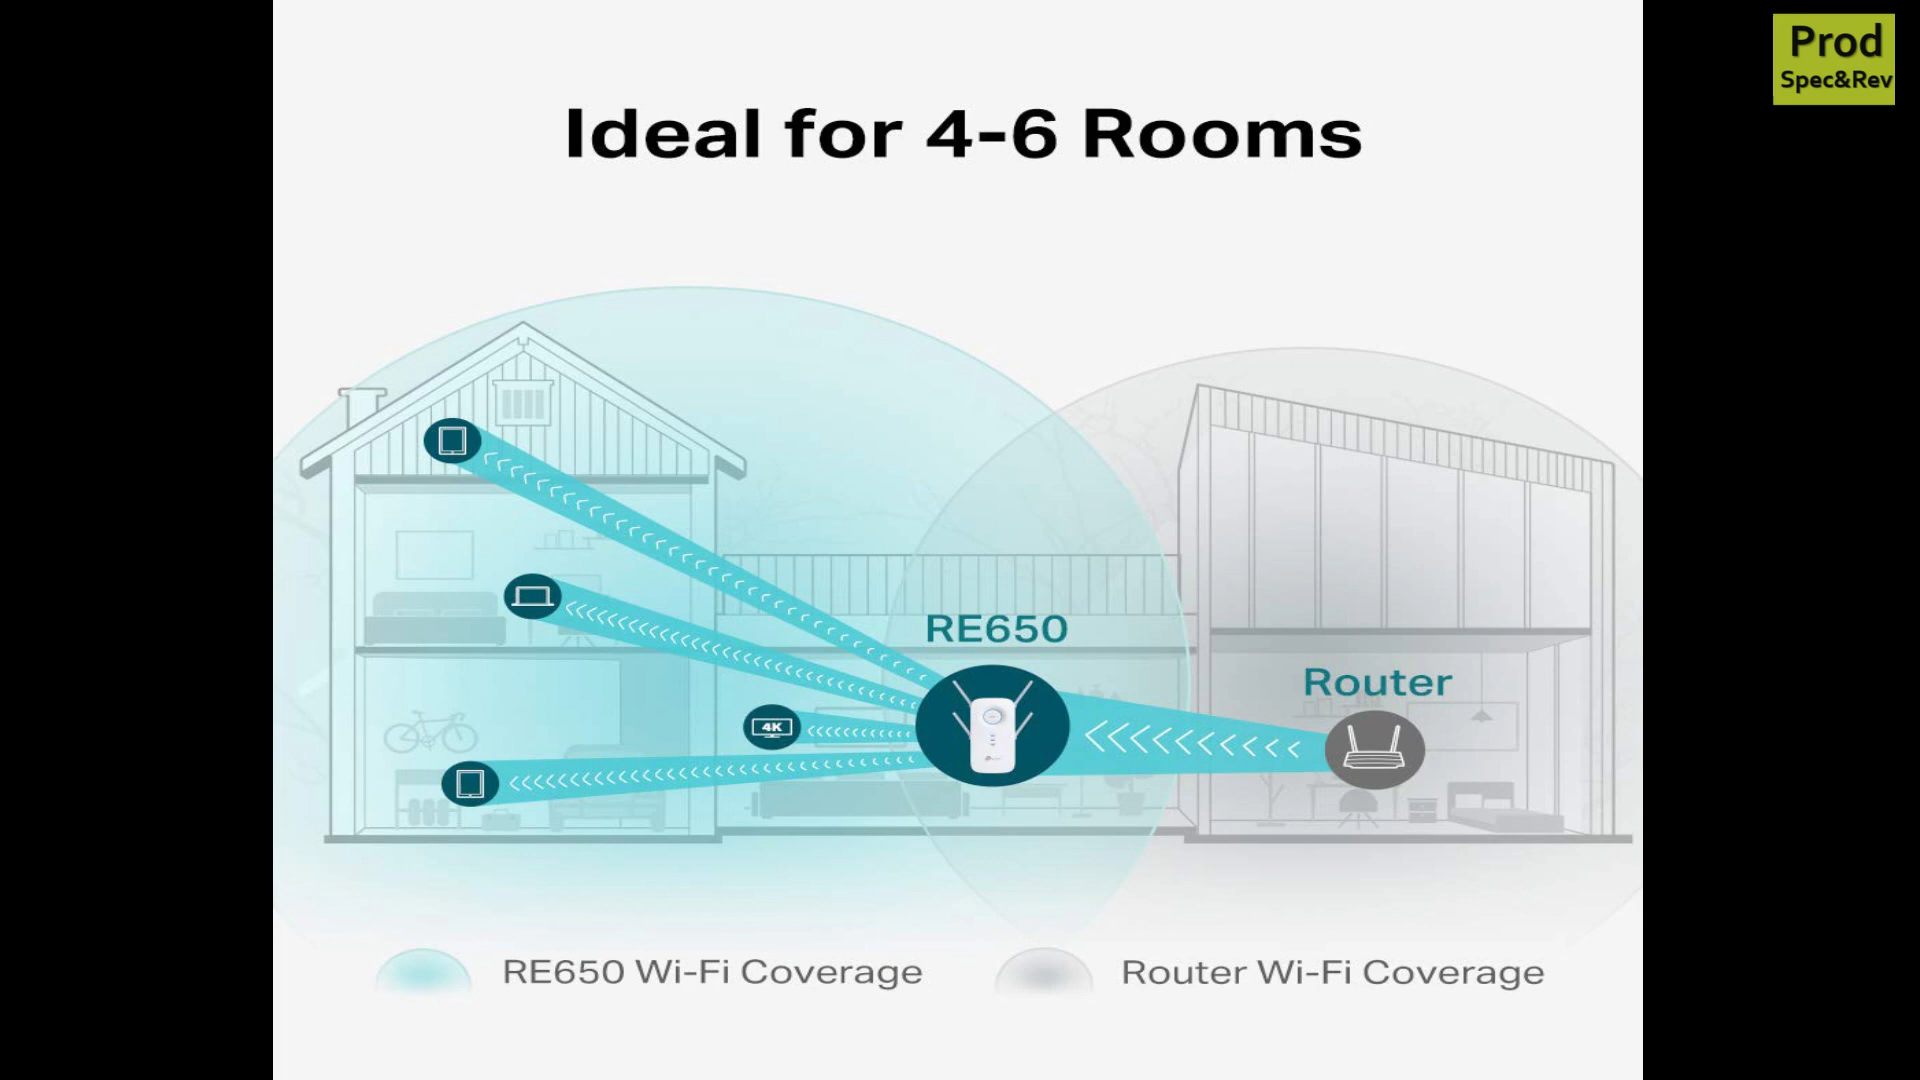 Prod
Spec&Rev
Ideal for 4-6 Rooms
RE650
Router
4K
RE650 Wi-Fi Coverage
Router Wi-Fi Coverage